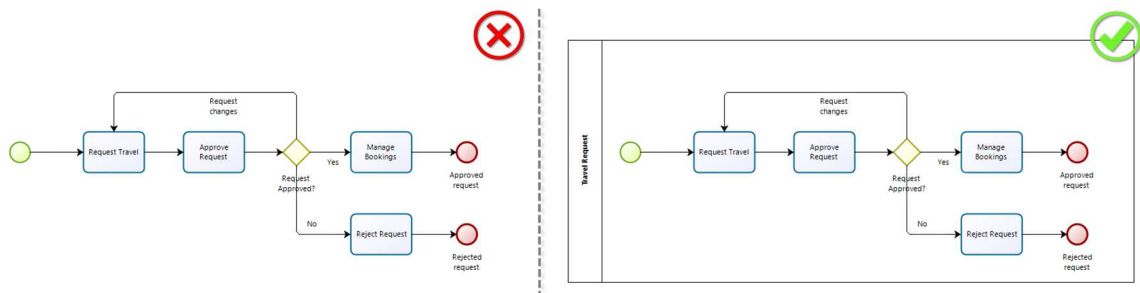 Request
changes
Request Travel
Approve
Request
Request
Approved?
Yes
Manage
Bookings
Approved
request
No
Reject Request
Rejected
request
Travel Request
Request
changes
Request Travel
Approve
Request
Request
Approved?
Yes
Manage
Bookings
Approved
request
No
Reject Request
Rejected
request